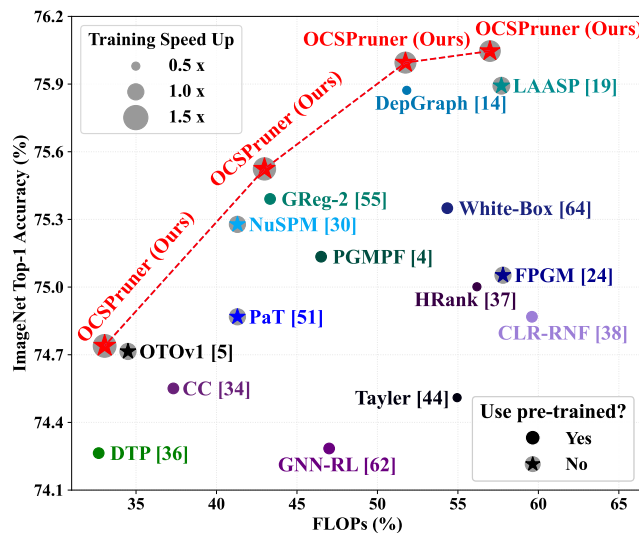 76.2
75.9
75.6
75.3
75.0
74.7
74.4
74.1
ImageNet Top-1 Accuracy (%)
Training Speed Up
0.5 x
1.0 x
1.5 x
OCSPruner (Ours)
OCSPruner (Ours)
LAASP [19]
DepGraph [14]
OCSPruner (Ours)
GReg-2 [55]
White-Box [64]
NuSPM [30]
PGMPF [4]
FPGM [24]
HRank [37]
OCSPruner (Ours)
PaT [51]
CLR-RNF [38]
OTOv1 [5]
CC [34]
Tayler [44]
DTP [36]
GNN-RL [62]
Use pre-trained?
Yes
No
35 40 45 50 55 60 65
FLOPs (%)